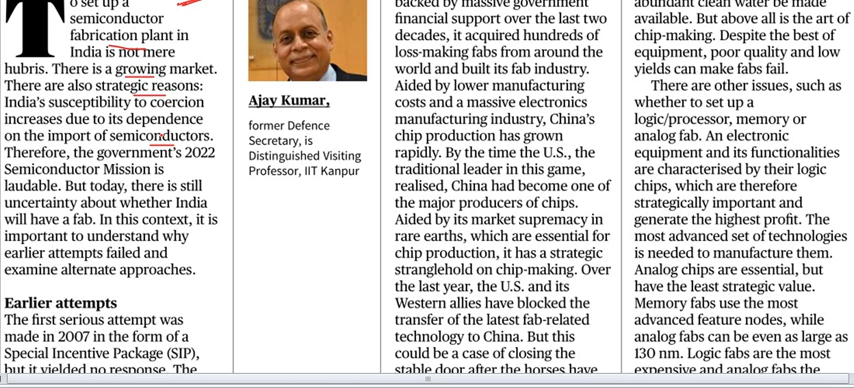 To set up a
semiconductor
fabrication plant in
India is not mere
hubris. There is a growing market.
There are also strategic reasons:
India's susceptibility to coercion
increases due to its dependence
on the import of semiconductors.
Therefore, the government's 2022
Semiconductor Mission is
laudable. But today, there is still
uncertainty about whether India
will have a fab. In this context, it is
important to understand why
earlier attempts failed and
examine alternate approaches.
Earlier attempts
The first serious attempt was
made in 2007 in the form of a
Special Incentive Package (SIP),
but it yielded no response. The
Ajay Kumar,
former Defence
Secretary, is
Distinguished Visiting
Professor, IIT Kanpur
backed by massive government
financial support over the last two
decades, it acquired hundreds of
loss-making fabs from around the
world and built its fab industry.
Aided by lower manufacturing
costs and a massive electronics
manufacturing industry, China's
chip production has grown
rapidly. By the time the U.S., the
traditional leader in this game,
realised, China had become one of
the major producers of chips.
Aided by its market supremacy in
rare earths, which are essential for
chip production, it has a strategic
stranglehold on chip-making. Over
the last year, the U.S. and its
Western allies have blocked the
transfer of the latest fab-related
technology to China. But this
could be a case of closing the
stable door after the horses have
abundant clean water be made
available. But above all is the art of
chip-making. Despite the best of
equipment, poor quality and low
yields can make fabs fail.
There are other issues, such as
whether to set up a
logic/processor, memory or
analog fab. An electronic
equipment and its functionalities
are characterised by their logic
chips, which are therefore
strategically important and
generate the highest profit. The
most advanced set of technologies
is needed to manufacture them.
Analog chips are essential, but
have the least strategic value.
Memory fabs use the most
advanced feature nodes, while
analog fabs can be even as large as
130 nm. Logic fabs are the most
expensive and analog fabs the